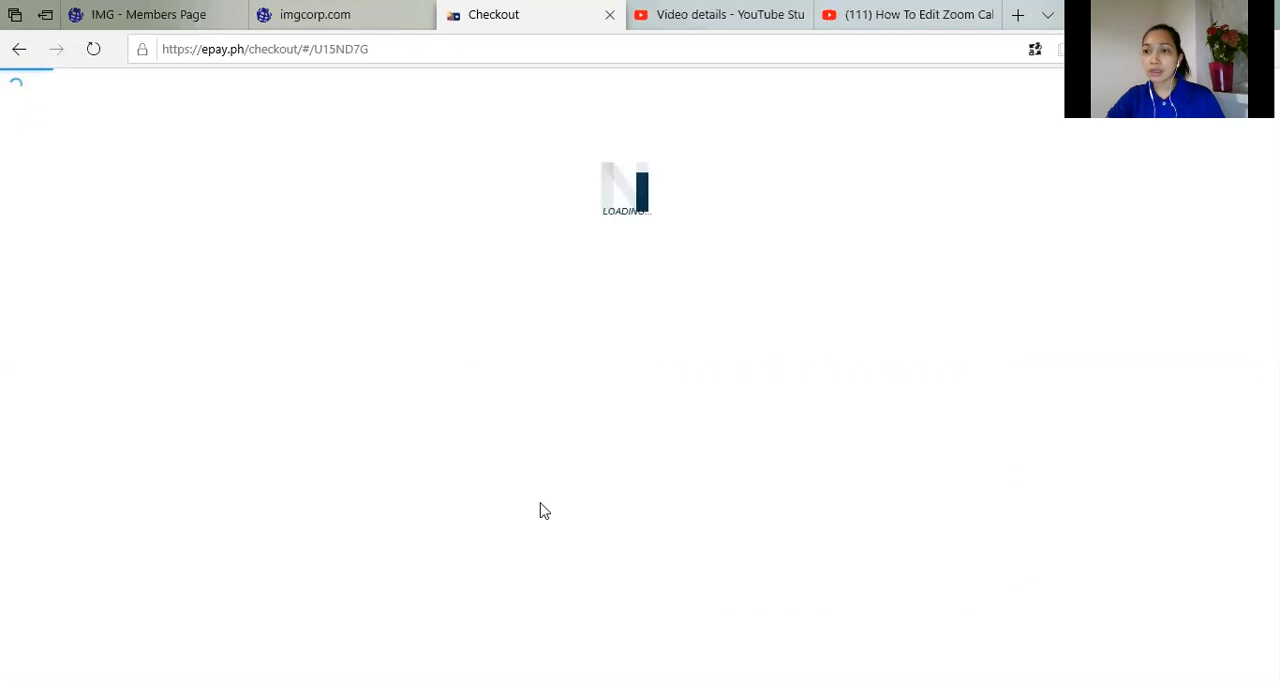 IMG - Members Page
imgcorp.com
Checkout
Video details - YouTube Stu
(111) How To Edit Zoom Cal
https://epay.ph/checkout/#/U15ND7G
N
LOADING...